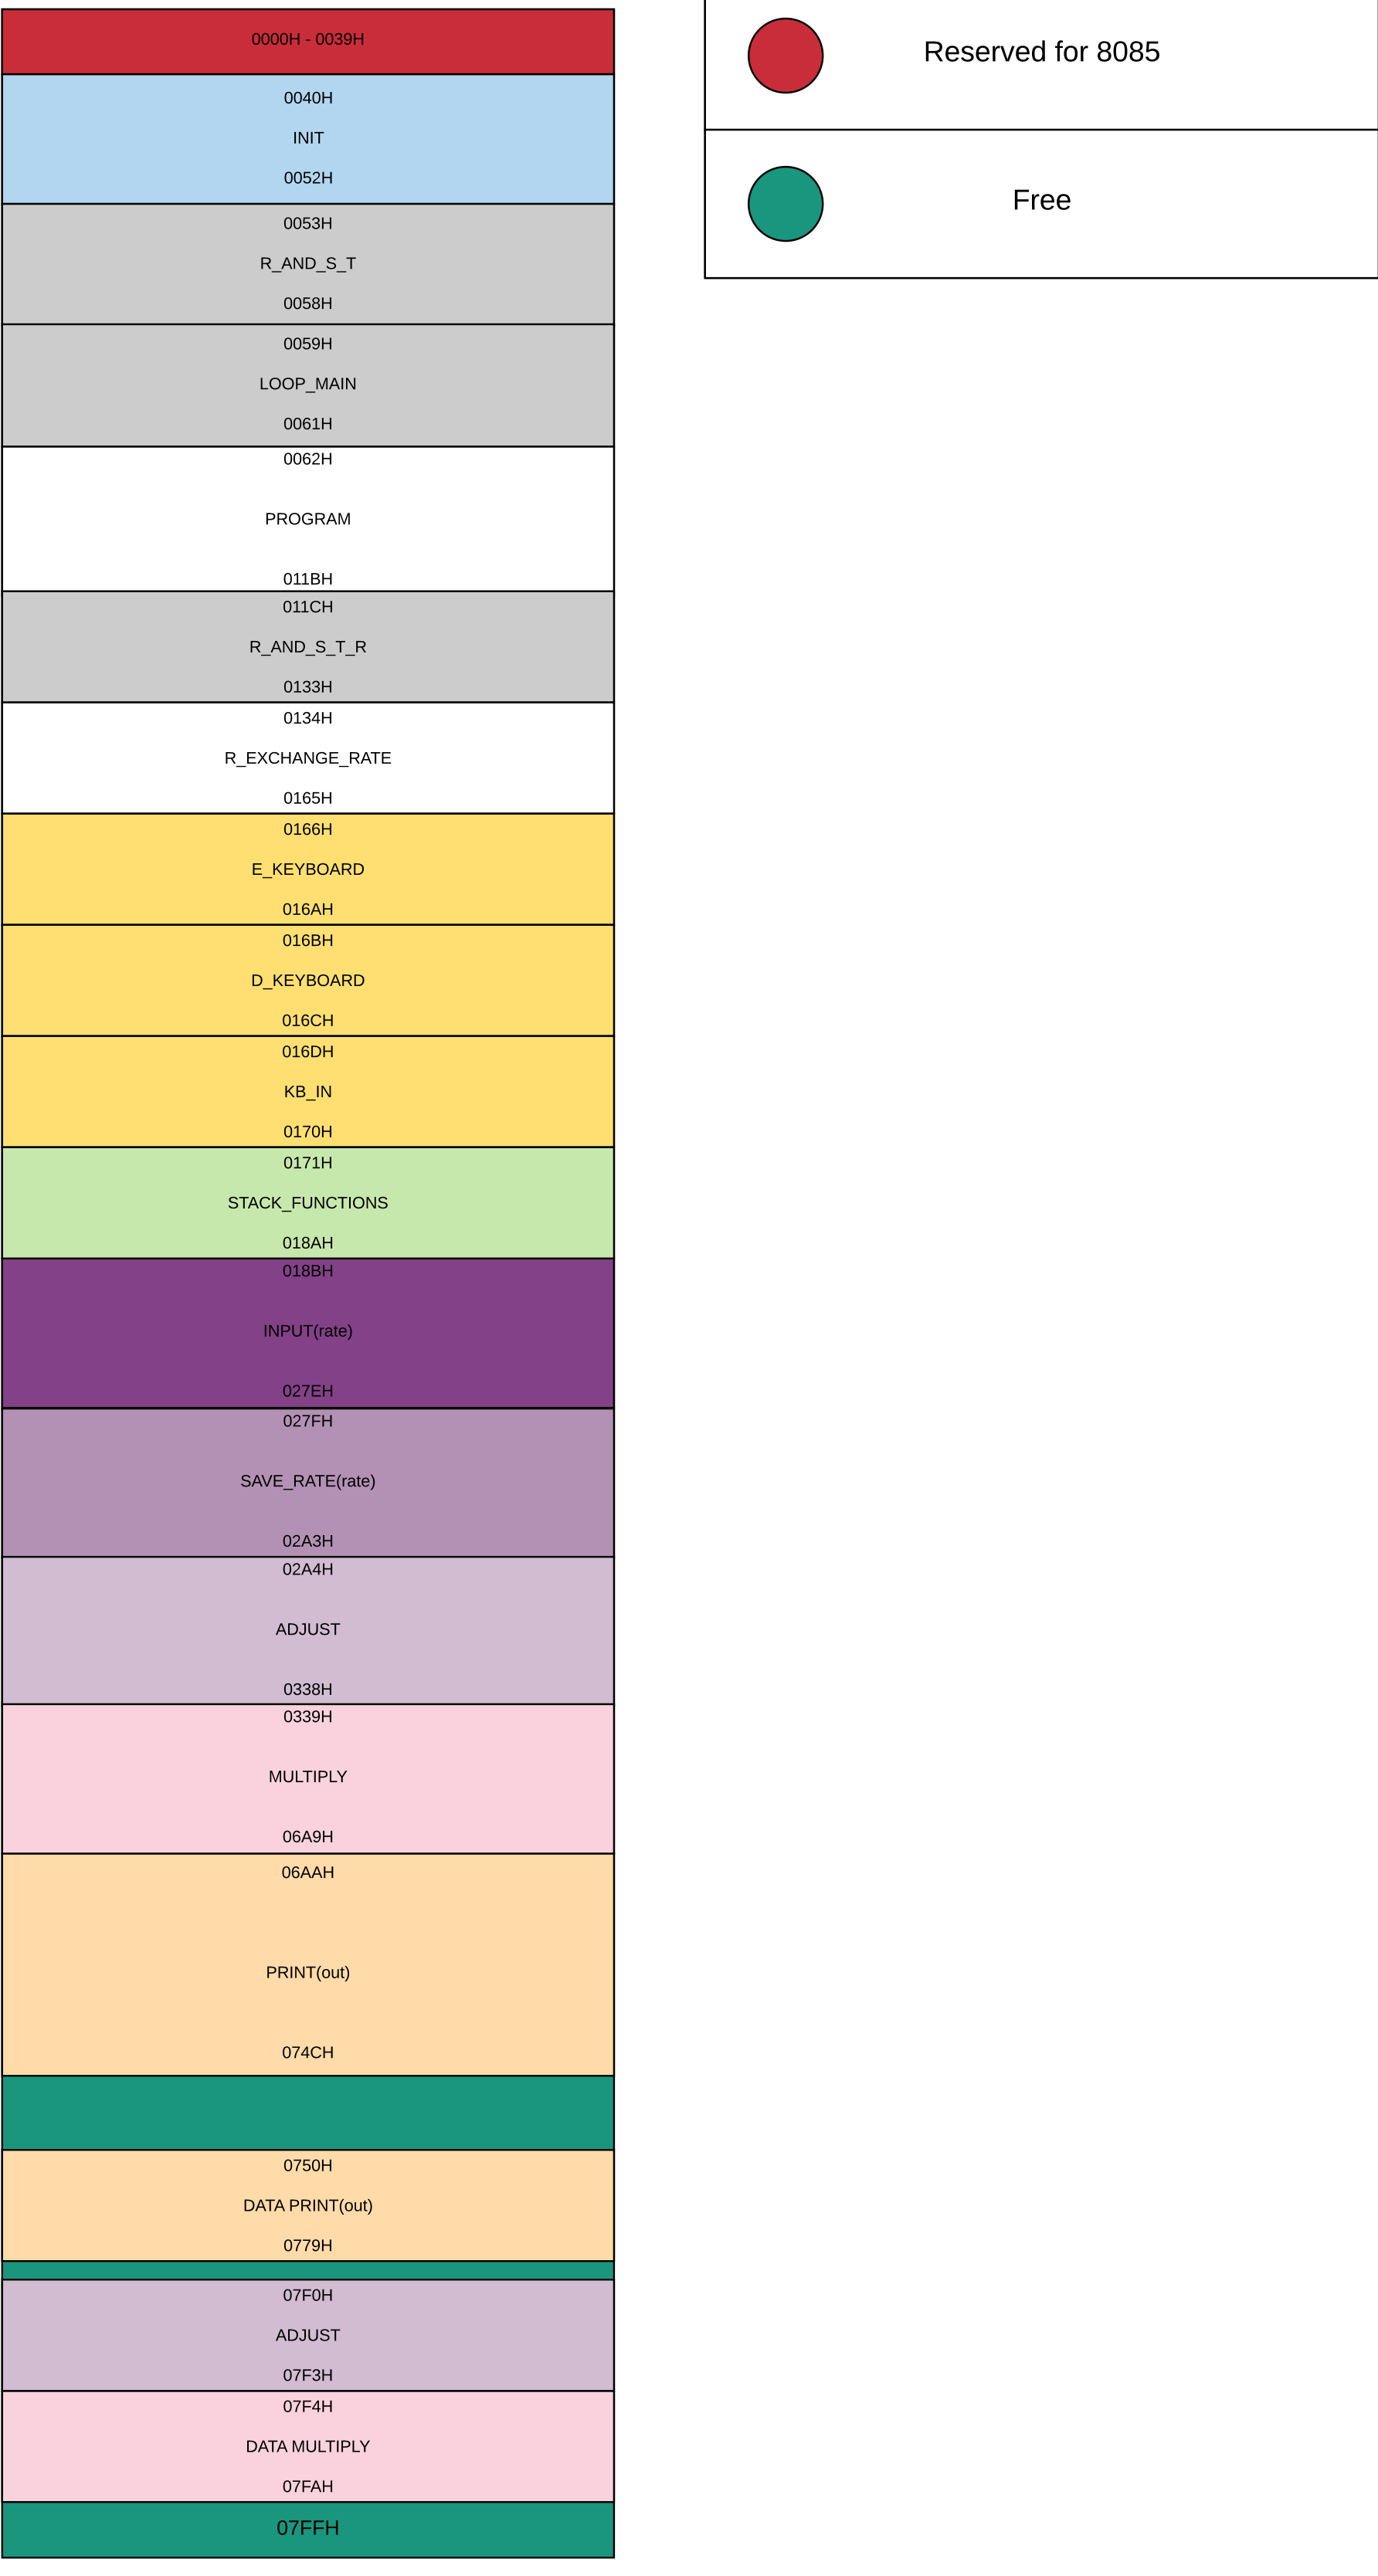 0000H - 0039H
0040H
INIT
0052H
0053H
R_AND_S_T
0058H
0059H
LOOP_MAIN
0061H
0062H
PROGRAM
011BH
011CH
R_AND_S_T_R
0133H
0134H
R_EXCHANGE_RATE
0165H
0166H
E_KEYBOARD
016AH
016BH
D_KEYBOARD
016CH
016DH
KB_IN
0170H
0171H
STACK_FUNCTIONS
018AH
018BH
INPUT(rate)
027EH
027FH
SAVE_RATE(rate)
02A3H
02A4H
ADJUST
0338H
0339H
MULTIPLY
06A9H
06AAH
PRINT(out)
074CH
0750H
DATA PRINT(out)
0779H
07F0H
ADJUST
07F3H
07F4H
DATA MULTIPLY
07FAH
07FFH
Reserved for 8085
Free